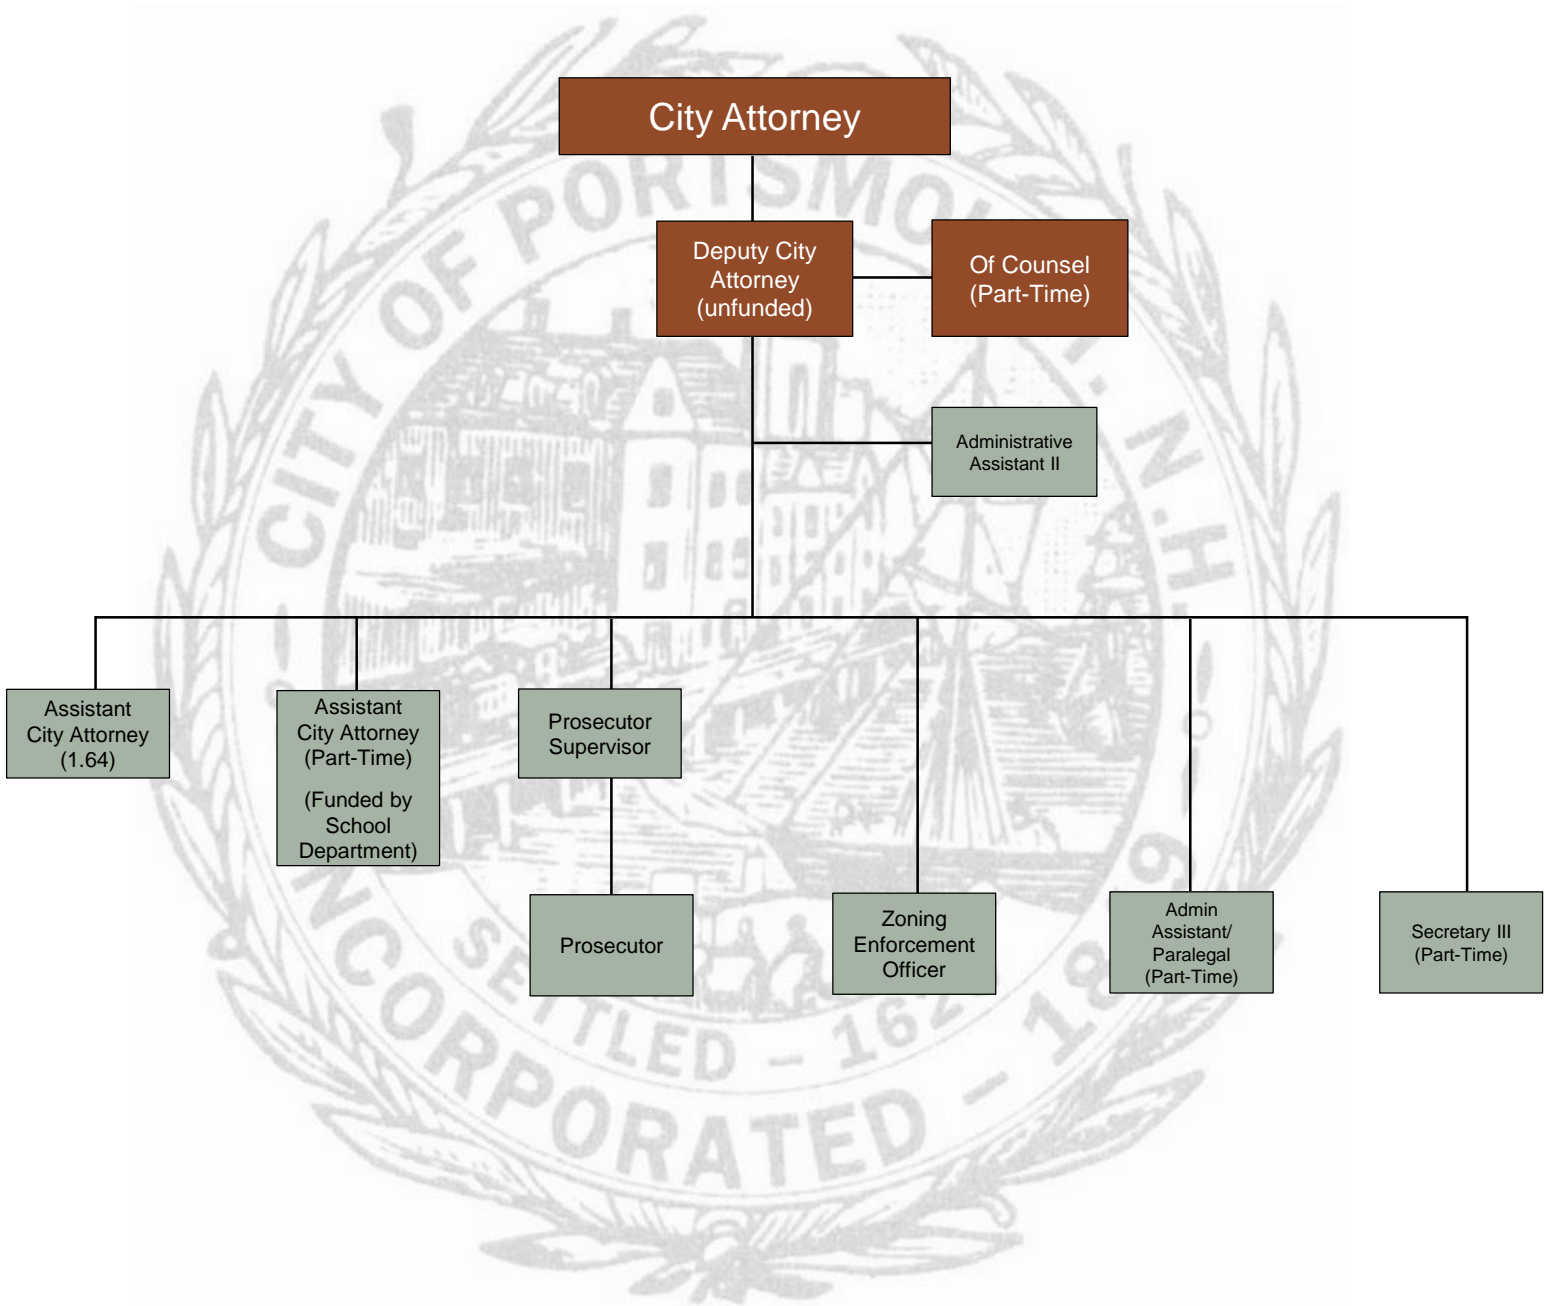 City Attorney
Deputy City
Attorney
(unfunded)
Of Counsel
(Part-Time)
Administrative
Assistant II
Assistant
City Attorney
(1.64)
Assistant
City Attorney
(Part-Time)
(Funded by
School
Department)
Prosecutor
Supervisor
Prosecutor
Zoning
Enforcement
Officer
Admin
Assistant/
Paralegal
(Part-Time)
Secretary III
(Part-Time)
CITY OF PORTSMOUTH, N.H.
SETTLED –
INCORPORATED –